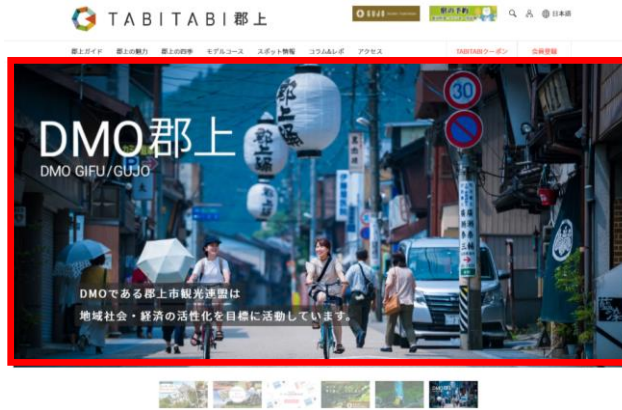 TABITABI郡上
宿の予約
日本語
郡上ガイド 郡上の魅力 郡上の四季 モデルコース スポット情報 コラム&レポ アクセス TABITABIクーポン 会員登録
DMO郡上
DMO GIFU/GUJO
30
DMOである郡上市観光連盟は
地域社会・経済の活性化を目標に活動しています。